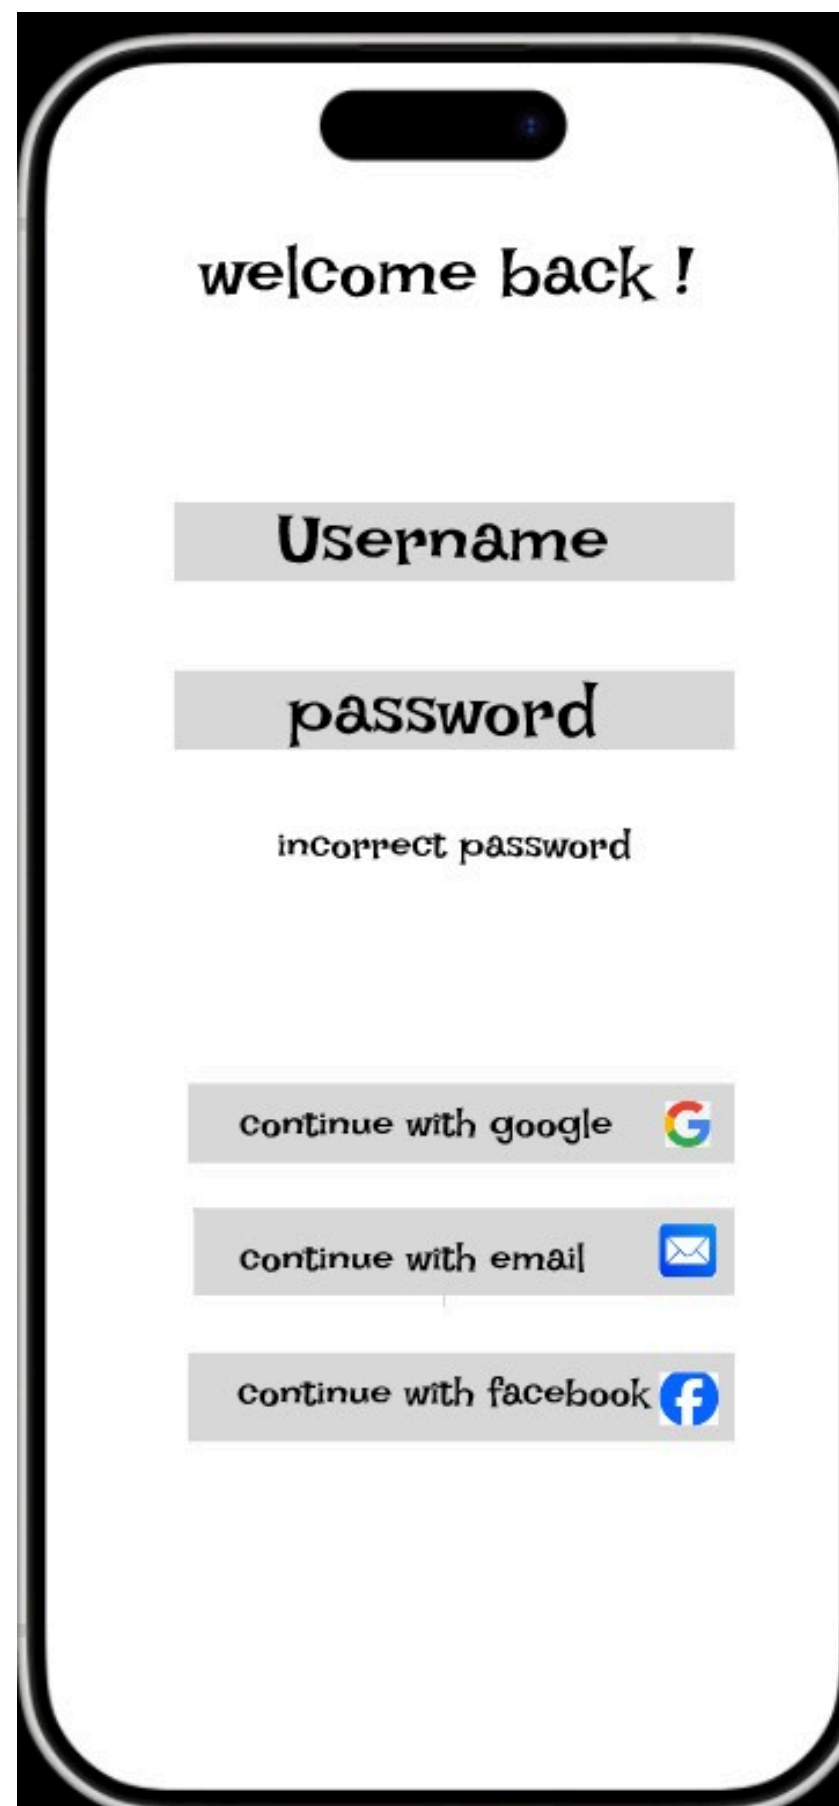 welcome back !
Username
password
incorrect password
continue with google
continue with email
continue with facebook